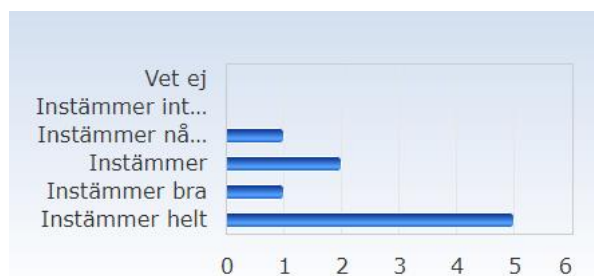 Vet ej
Instämmer int...
Instämmer nå...
Instämmer
Instämmer bra
Instämmer helt
0 1 2 3 4 5 6